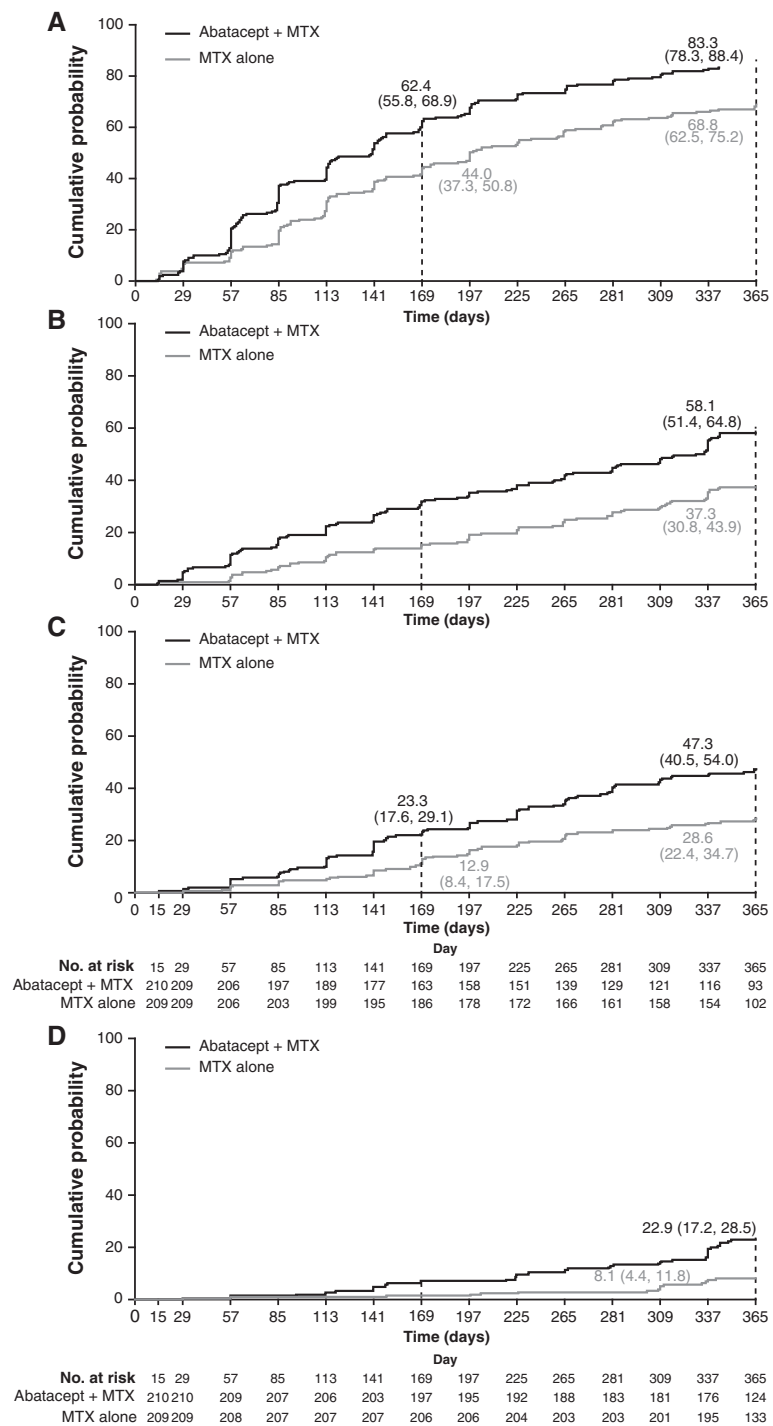 A
100
80
60
40
20
0
Cumulative probability
Abatacept + MTX
MTX alone
62.4
(55.8, 68.9)
83.3
(78.3, 88.4)
44.0
(37.3, 50.8)
68.8
(62.5, 75.2)
0 29 57 85 113 141 169 197 225 265 281 309 337 365
Time (days)
B
100
80
60
40
20
0
Cumulative probability
Abatacept + MTX
MTX alone
58.1
(51.4, 64.8)
37.3
(30.8, 43.9)
0 29 57 85 113 141 169 197 225 265 281 309 337 365
Time (days)
C
100
80
60
40
20
0
Cumulative probability
Abatacept + MTX
MTX alone
23.3
(17.6, 29.1)
47.3
(40.5, 54.0)
12.9
(8.4, 17.5)
28.6
(22.4, 34.7)
0 15 29 57 85 113 141 169 197 225 265 281 309 337 365
Time (days)
Day
No. at risk 15 29 57 85 113 141 169 197 225 265 281 309 337 365
Abatacept + MTX 210 209 206 197 189 177 163 158 151 139 129 121 116 93
MTX alone 209 209 206 203 199 195 186 178 172 166 161 158 154 102
D
100
80
60
40
20
0
Cumulative probability
Abatacept + MTX
MTX alone
22.9 (17.2, 28.5)
8.1 (4.4, 11.8)
0 15 29 57 85 113 141 169 197 225 265 281 309 337 365
Time (days)
Day
No. at risk 15 29 57 85 113 141 169 197 225 265 281 309 337 365
Abatacept + MTX 210 210 209 207 206 203 197 195 192 188 183 181 176 124
MTX alone 209 209 208 207 207 207 206 206 204 203 203 201 195 133